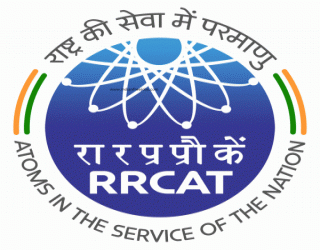 राष्ट्र की सेवा में परमाणु
रा र प्र प्रौ कें
RRCAT
ATOMS IN THE SERVICE OF THE NATION